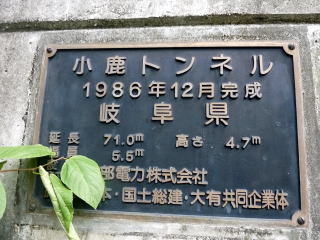 小鹿トンネル
1986年12月完成
岐阜県
延長 71.0m 高さ 4.7m
5.5m
部電力株式会社
本・国土総建・大有共同企業体